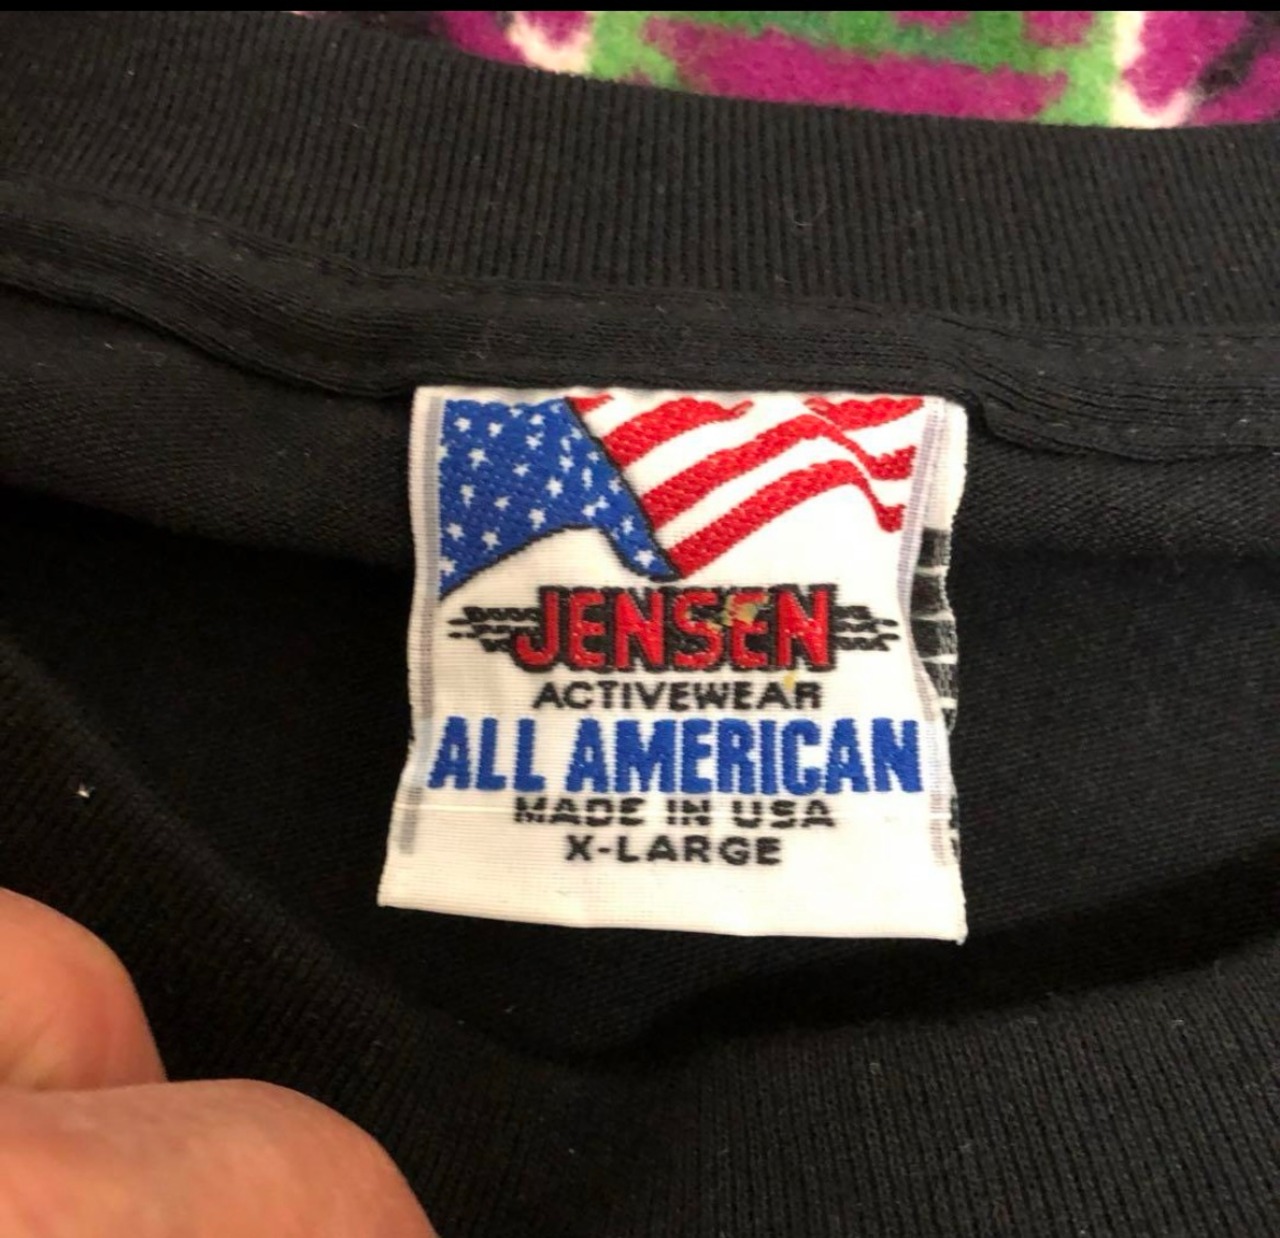 JENSEN
ACTIVEWEAR
ALL AMERICAN
MADE IN USA
X-LARGE